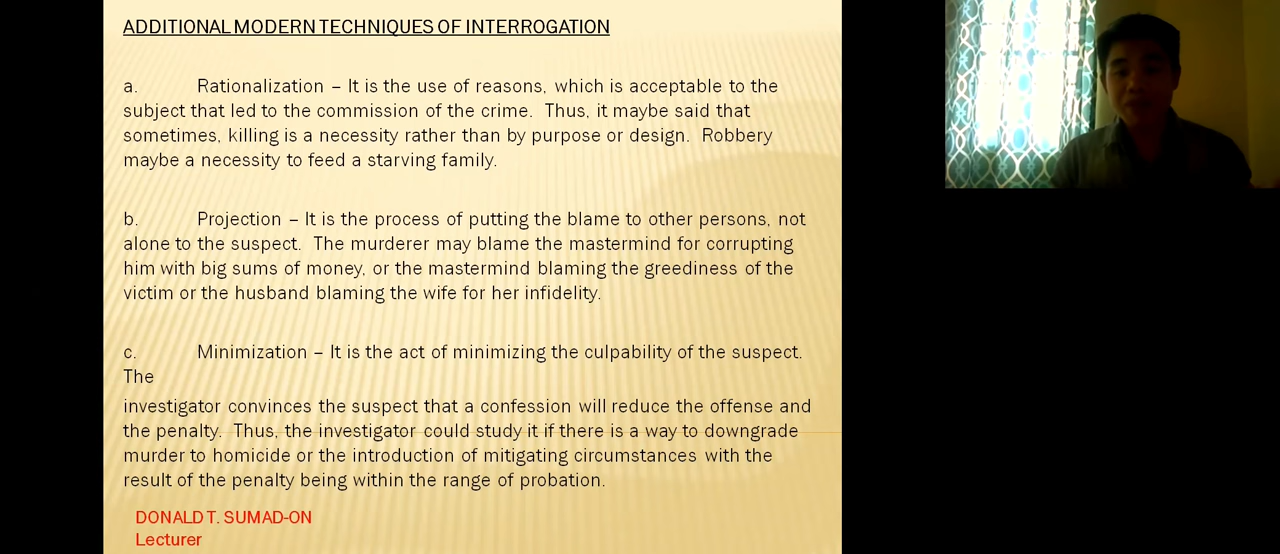 ADDITIONAL MODERN TECHNIQUES OF INTERROGATION
a. Rationalization – It is the use of reasons, which is acceptable to the
subject that led to the commission of the crime. Thus, it maybe said that
sometimes, killing is a necessity rather than by purpose or design. Robbery
maybe a necessity to feed a starving family.
b. Projection – It is the process of putting the blame to other persons, not
alone to the suspect. The murderer may blame the mastermind for corrupting
him with big sums of money, or the mastermind blaming the greediness of the
victim or the husband blaming the wife for her infidelity.
c. Minimization – It is the act of minimizing the culpability of the suspect.
The
investigator convinces the suspect that a confession will reduce the offense and
the penalty. Thus, the investigator could study it if there is a way to downgrade
murder to homicide or the introduction of mitigating circumstances with the
result of the penalty being within the range of probation.
DONALD T. SUMAD-ON
Lecturer